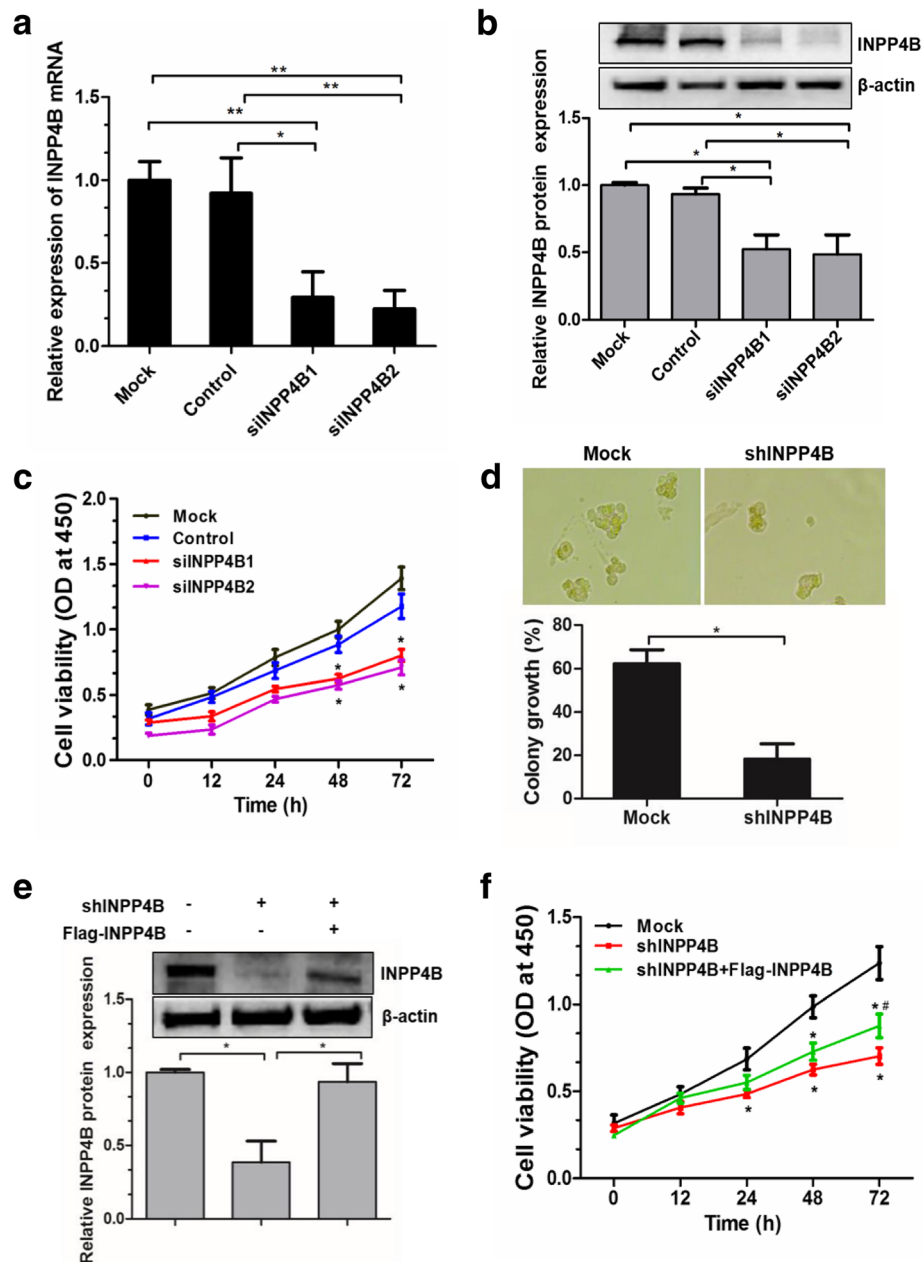 a
Relative expression of INPP4B mRNA
**
**
**
*
1.5
1.0
0.5
0.0
Mock
Control
siINPP4B1
siINPP4B2
b
INPP4B
β-actin
Relative INPP4B protein expression
*
*
*
*
1.5
1.0
0.5
0.0
Mock
Control
siINPP4B1
siINPP4B2
c
Cell viability (OD at 450)
2.0
1.5
1.0
0.5
0.0
Mock
Control
siINPP4B1
siINPP4B2
*
*
*
*
0 12 24 48 72
Time (h)
d
Mock shINPP4B
Colony growth (%)
80
60
40
20
0
*
Mock shINPP4B
e
shINPP4B - + +
Flag-INPP4B - - +
INPP4B
β-actin
Relative INPP4B protein expression
1.5
1.0
0.5
0.0
* *
f
Cell viability (OD at 450)
1.5
1.0
0.5
0.0
Mock
shINPP4B
shINPP4B+Flag-INPP4B
* #
*
*
*
*
0 12 24 48 72
Time (h)